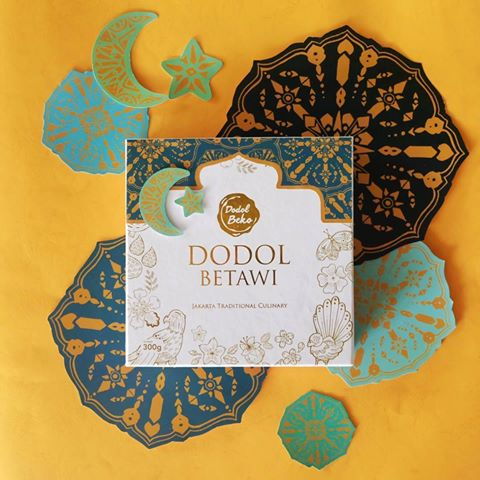 Dodol
Beko
DODOL
BETAWI
JAKARTA TRADITIONAL CULINARY
300g